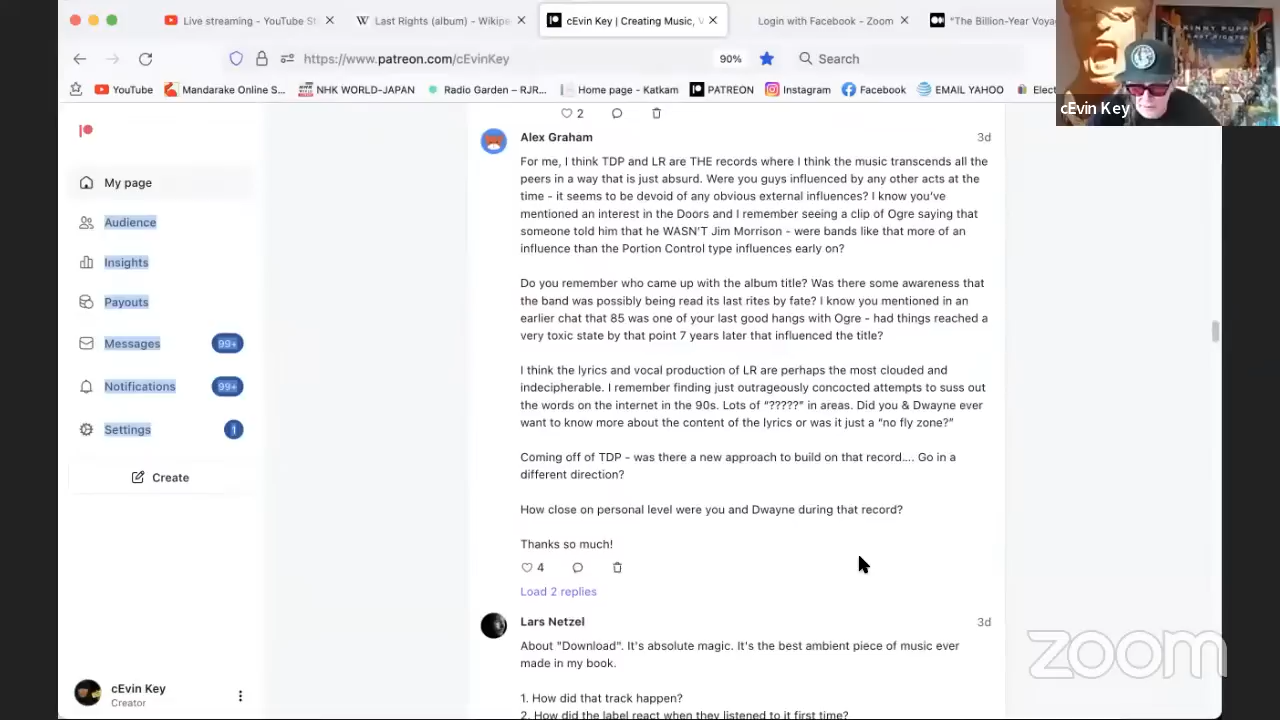 Live streaming - YouTube St
Last Rights (album) - Wikipe
cEvin Key | Creating Music, V
Login with Facebook - Zoom
"The Billion-Year Voya
https://www.patreon.com/cEvinKey
90%
Search
YouTube
Mandarake Online S...
NHK WORLD-JAPAN
Radio Garden – RJR...
Home page - Katkam
PATREON
Instagram
Facebook
EMAIL YAHOO
Elect
cEvin Key
My page
Audience
Insights
Payouts
Messages
99+
Notifications
99+
Settings
1
Create
cEvin Key
Creator
2
Alex Graham
3d
For me, I think TDP and LR are THE records where I think the music transcends all the
peers in a way that is just absurd. Were you guys influenced by any other acts at the
time - it seems to be devoid of any obvious external influences? I know you've
mentioned an interest in the Doors and I remember seeing a clip of Ogre saying that
someone told him that he WASN'T Jim Morrison - were bands like that more of an
influence than the Portion Control type influences early on?
Do you remember who came up with the album title? Was there some awareness that
the band was possibly being read its last rites by fate? I know you mentioned in an
earlier chat that 85 was one of your last good hangs with Ogre - had things reached a
very toxic state by that point 7 years later that influenced the title?
I think the lyrics and vocal production of LR are perhaps the most clouded and
indecipherable. I remember finding just outrageously concocted attempts to suss out
the words on the internet in the 90s. Lots of "?????" in areas. Did you & Dwayne ever
want to know more about the content of the lyrics or was it just a "no fly zone?"
Coming off of TDP - was there a new approach to build on that record.... Go in a
different direction?
How close on personal level were you and Dwayne during that record?
Thanks so much!
4
Load 2 replies
Lars Netzel
3d
About "Download". It's absolute magic. It's the best ambient piece of music ever
made in my book.
1. How did that track happen?
2. How did the label react when they listened to it first time?
zoom